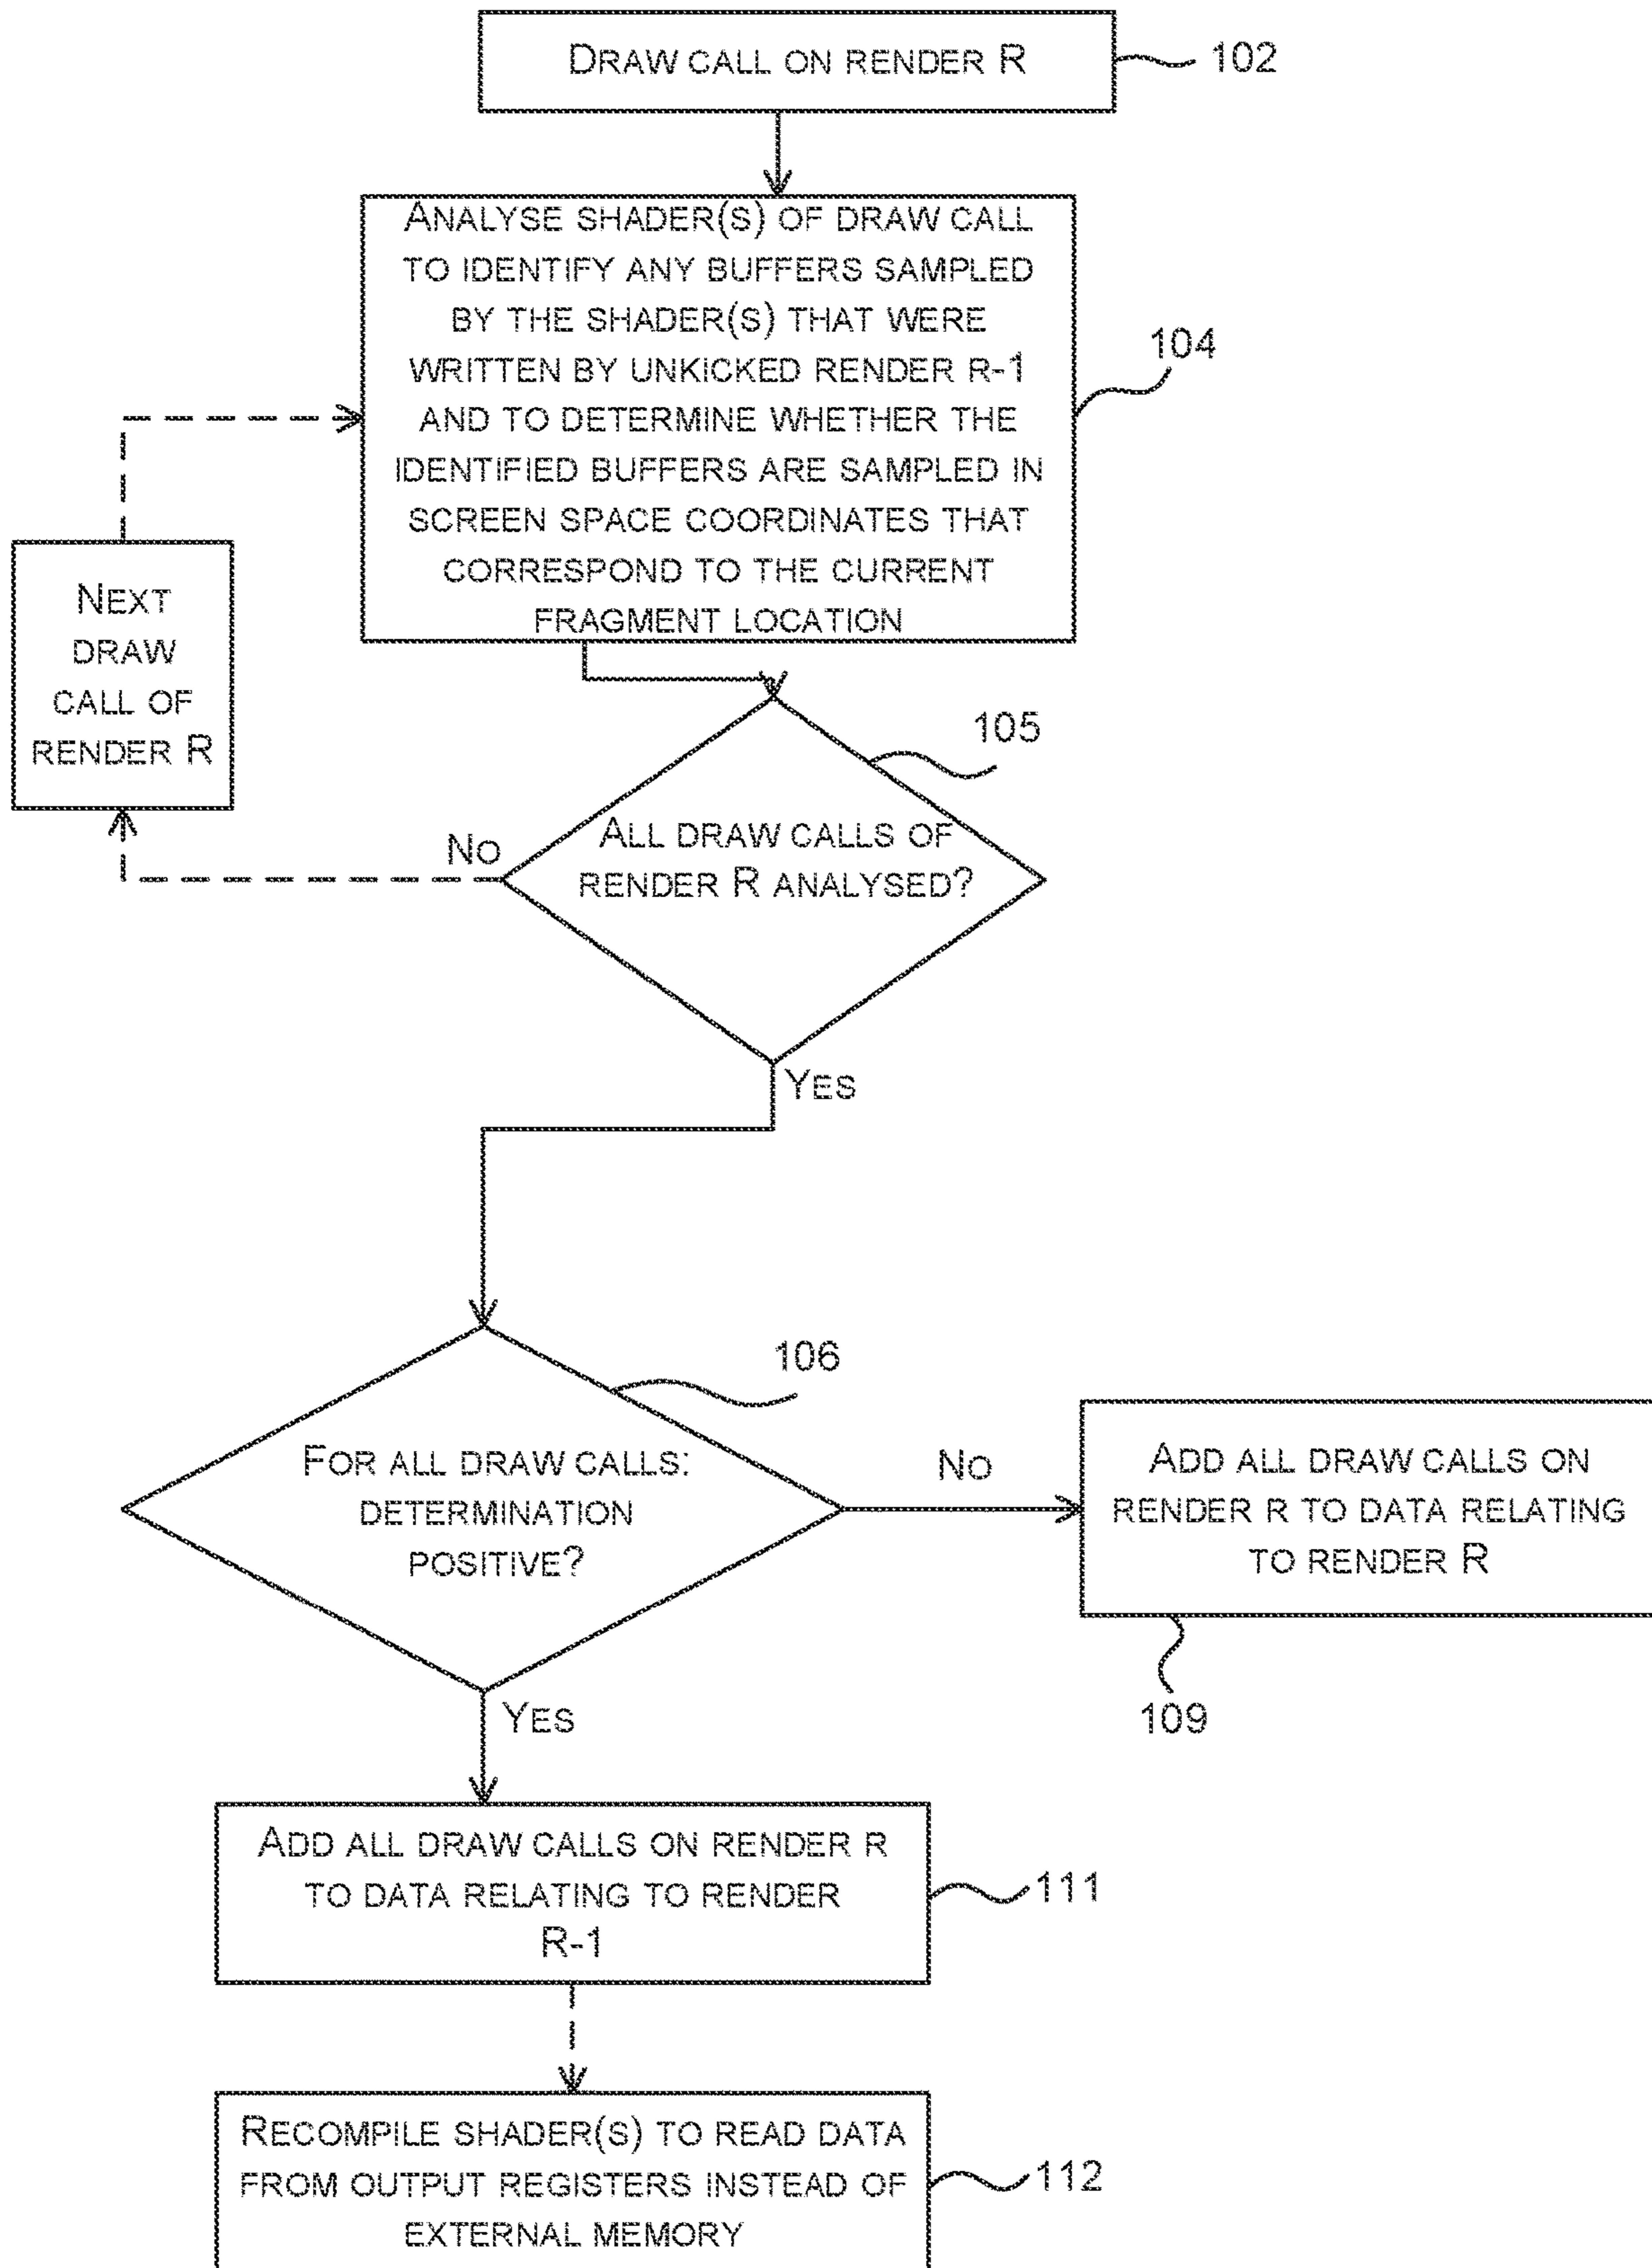 DRAW CALL ON RENDER R
102
ANALYSE SHADER(S) OF DRAW CALL
TO IDENTIFY ANY BUFFERS SAMPLED
BY THE SHADER(S) THAT WERE
WRITTEN BY UNKICKED RENDER R-1
AND TO DETERMINE WHETHER THE
IDENTIFIED BUFFERS ARE SAMPLED IN
SCREEN SPACE COORDINATES THAT
CORRESPOND TO THE CURRENT
FRAGMENT LOCATION
104
NEXT
DRAW
CALL OF
RENDER R
105
ALL DRAW CALLS OF
RENDER R ANALYSED?
NO
YES
106
FOR ALL DRAW CALLS:
DETERMINATION
POSITIVE?
NO
ADD ALL DRAW CALLS ON
RENDER R TO DATA RELATING
TO RENDER R
109
YES
ADD ALL DRAW CALLS ON RENDER R
TO DATA RELATING TO RENDER
R-1
111
RECOMPILE SHADER(S) TO READ DATA
FROM OUTPUT REGISTERS INSTEAD OF
EXTERNAL MEMORY
112